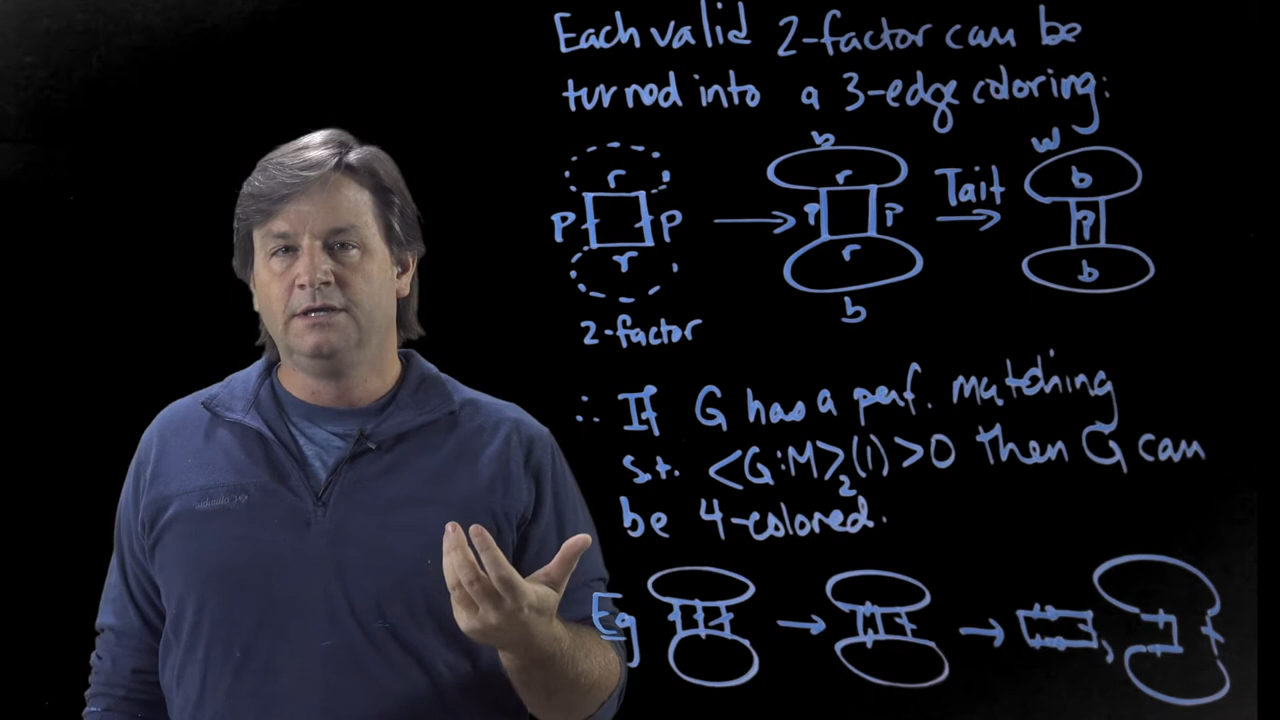 Each valid 2-factor can be
turned into a 3-edge coloring:
b
w
r
r
Tait
b
P
P
P
P
P
r
r
b
b
2-factor
∴ If G has a perf. matching
s.t. <G:M>₂(1)>0 then G can
be 4-colored.
Eg